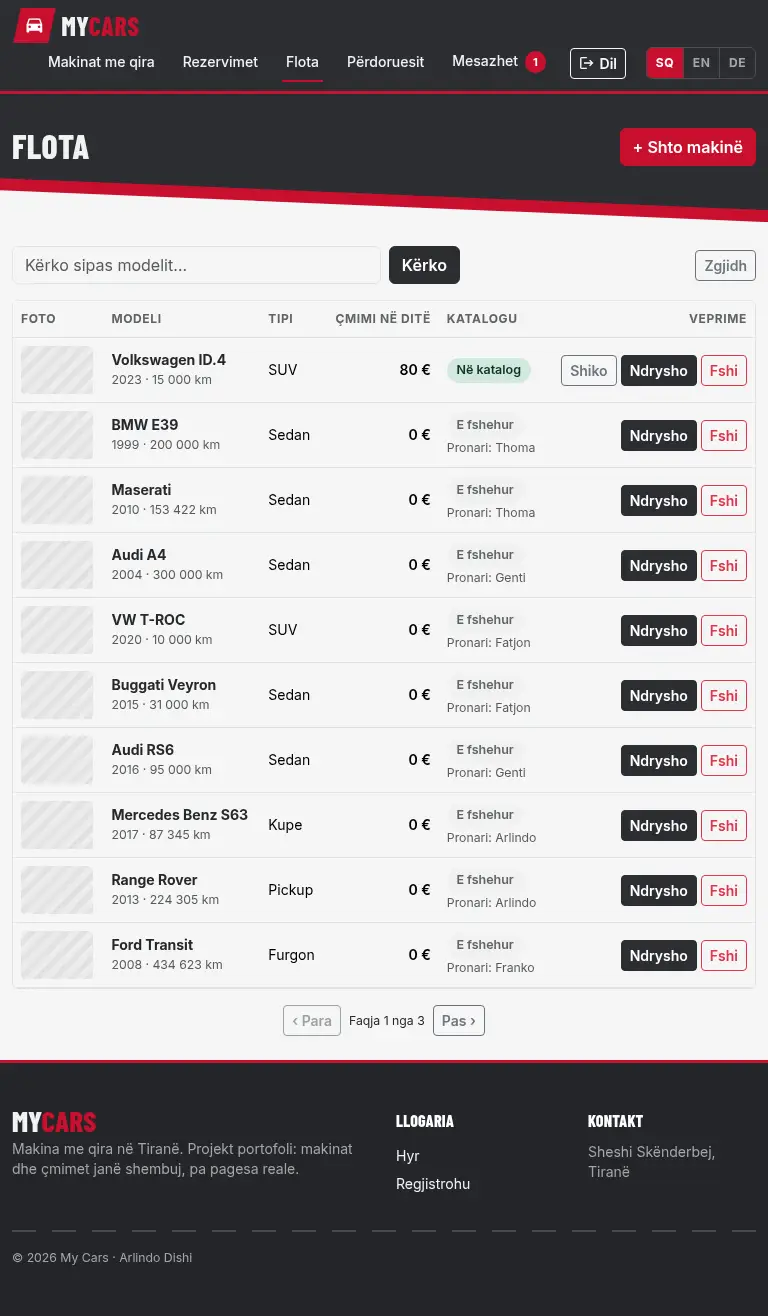 MYCARS
Makinat me qira Rezervimet Flota Përdoruesit Mesazhet 1 Dil SQ EN DE
FLOTA
+ Shto makinë
Kërko sipas modelit... Kërko Zgjidh
FOTO MODELI TIPI ÇMIMI NË DITË KATALOGU VEPRIME
Volkswagen ID.4
2023 · 15 000 km
SUV 80 € Në katalog Shiko Ndrysho Fshi
BMW E39
1999 · 200 000 km
Sedan 0 € E fshehur
Pronari: Thoma
Ndrysho Fshi
Maserati
2010 · 153 422 km
Sedan 0 € E fshehur
Pronari: Thoma
Ndrysho Fshi
Audi A4
2004 · 300 000 km
Sedan 0 € E fshehur
Pronari: Genti
Ndrysho Fshi
VW T-ROC
2020 · 10 000 km
SUV 0 € E fshehur
Pronari: Fatjon
Ndrysho Fshi
Buggati Veyron
2015 · 31 000 km
Sedan 0 € E fshehur
Pronari: Fatjon
Ndrysho Fshi
Audi RS6
2016 · 95 000 km
Sedan 0 € E fshehur
Pronari: Genti
Ndrysho Fshi
Mercedes Benz S63
2017 · 87 345 km
Kupe 0 € E fshehur
Pronari: Arlindo
Ndrysho Fshi
Range Rover
2013 · 224 305 km
Pickup 0 € E fshehur
Pronari: Arlindo
Ndrysho Fshi
Ford Transit
2008 · 434 623 km
Furgon 0 € E fshehur
Pronari: Franko
Ndrysho Fshi
‹ Para Faqja 1 nga 3 Pas ›
MYCARS
Makina me qira në Tiranë. Projekt portofoli: makinat
dhe çmimet janë shembuj, pa pagesa reale.
LLOGARIA
Hyr
Regjistrohu
KONTAKT
Sheshi Skënderbej,
Tiranë
© 2026 My Cars · Arlindo Dishi